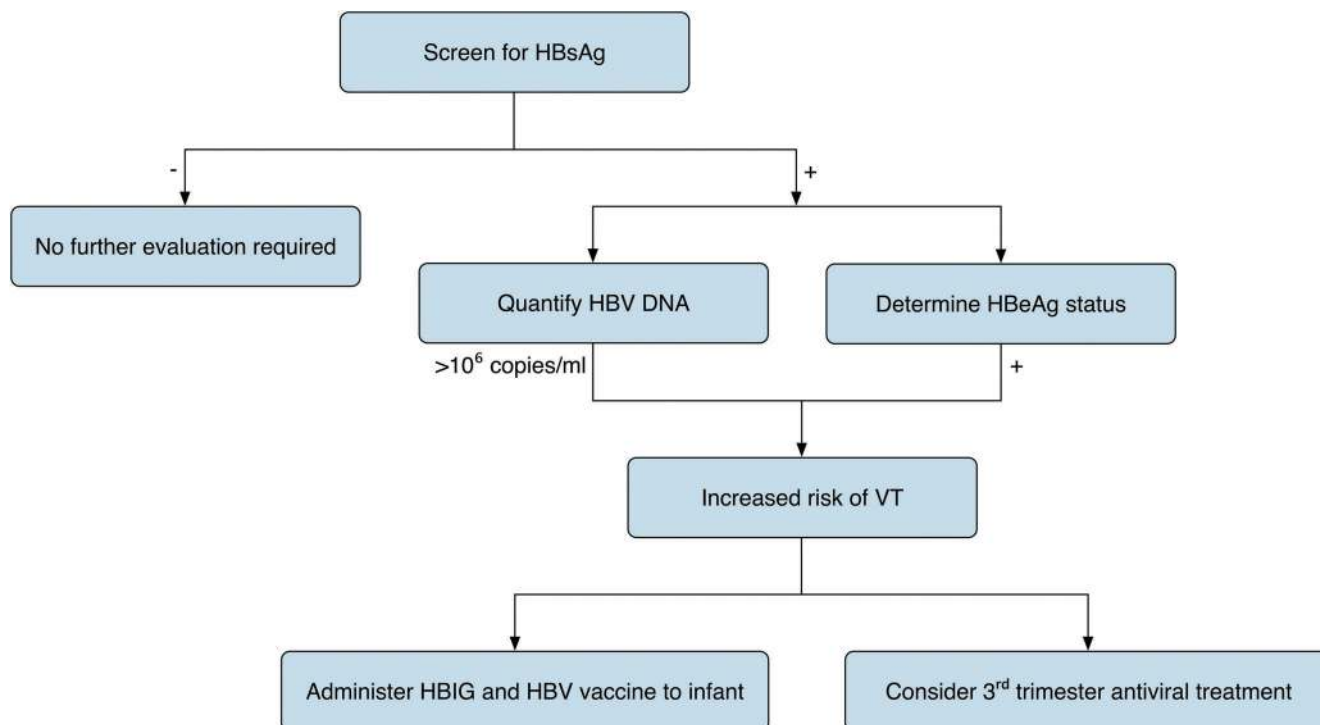 Screen for HBsAg
-
+
No further evaluation required
Quantify HBV DNA
Determine HBeAg status
>10⁶ copies/ml
+
Increased risk of VT
Administer HBIG and HBV vaccine to infant
Consider 3ʳᵈ trimester antiviral treatment